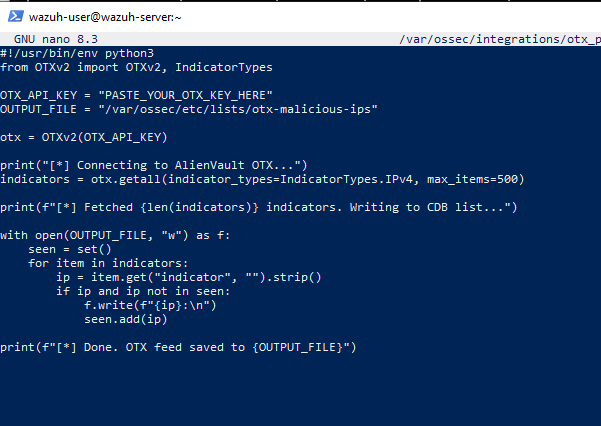 wazuh-user@wazuh-server:~
GNU nano 8.3 /var/ossec/integrations/otx_p
#!/usr/bin/env python3
from OTXv2 import OTXv2, IndicatorTypes
OTX_API_KEY = "PASTE_YOUR_OTX_KEY_HERE"
OUTPUT_FILE = "/var/ossec/etc/lists/otx-malicious-ips"
otx = OTXv2(OTX_API_KEY)
print("[*] Connecting to AlienVault OTX...")
indicators = otx.getall(indicator_types=IndicatorTypes.IPv4, max_items=500)
print(f"[*] Fetched {len(indicators)} indicators. Writing to CDB list...")
with open(OUTPUT_FILE, "w") as f:
    seen = set()
    for item in indicators:
        ip = item.get("indicator", "").strip()
        if ip and ip not in seen:
            f.write(f"{ip}:\n")
            seen.add(ip)
print(f"[*] Done. OTX feed saved to {OUTPUT_FILE}")